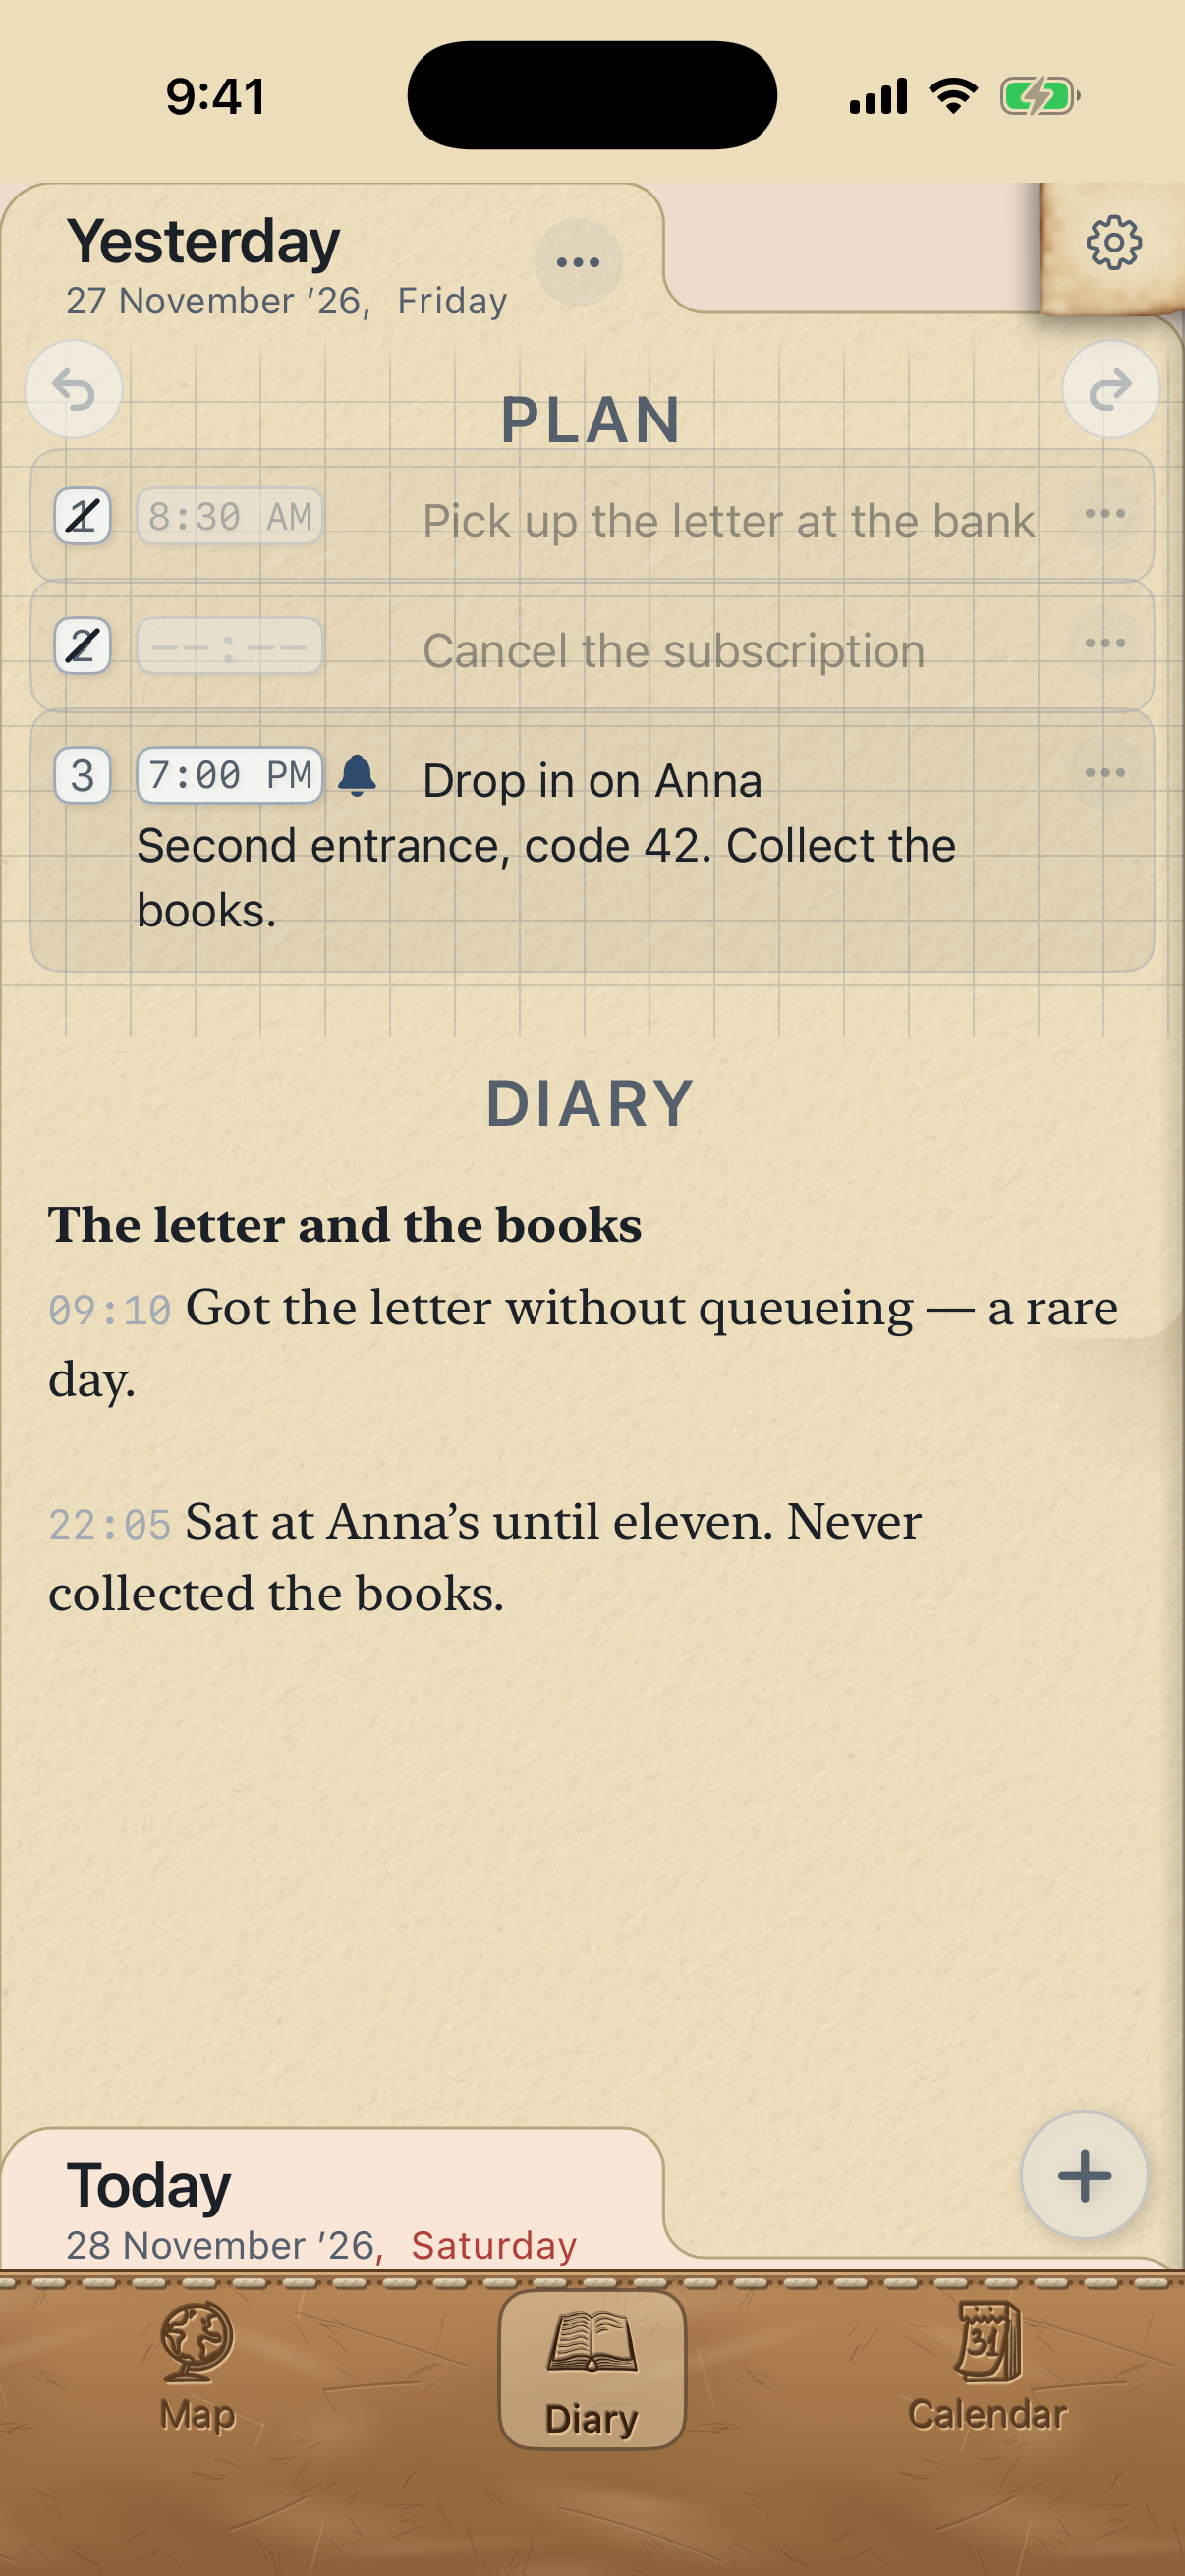 9:41
Yesterday
27 November ’26, Friday
PLAN
1 8:30 AM Pick up the letter at the bank
2 --:-- Cancel the subscription
3 7:00 PM Drop in on Anna
Second entrance, code 42. Collect the
books.
DIARY
The letter and the books
09:10 Got the letter without queueing — a rare
day.
22:05 Sat at Anna’s until eleven. Never
collected the books.
Today
28 November ’26, Saturday
31
Map Diary Calendar